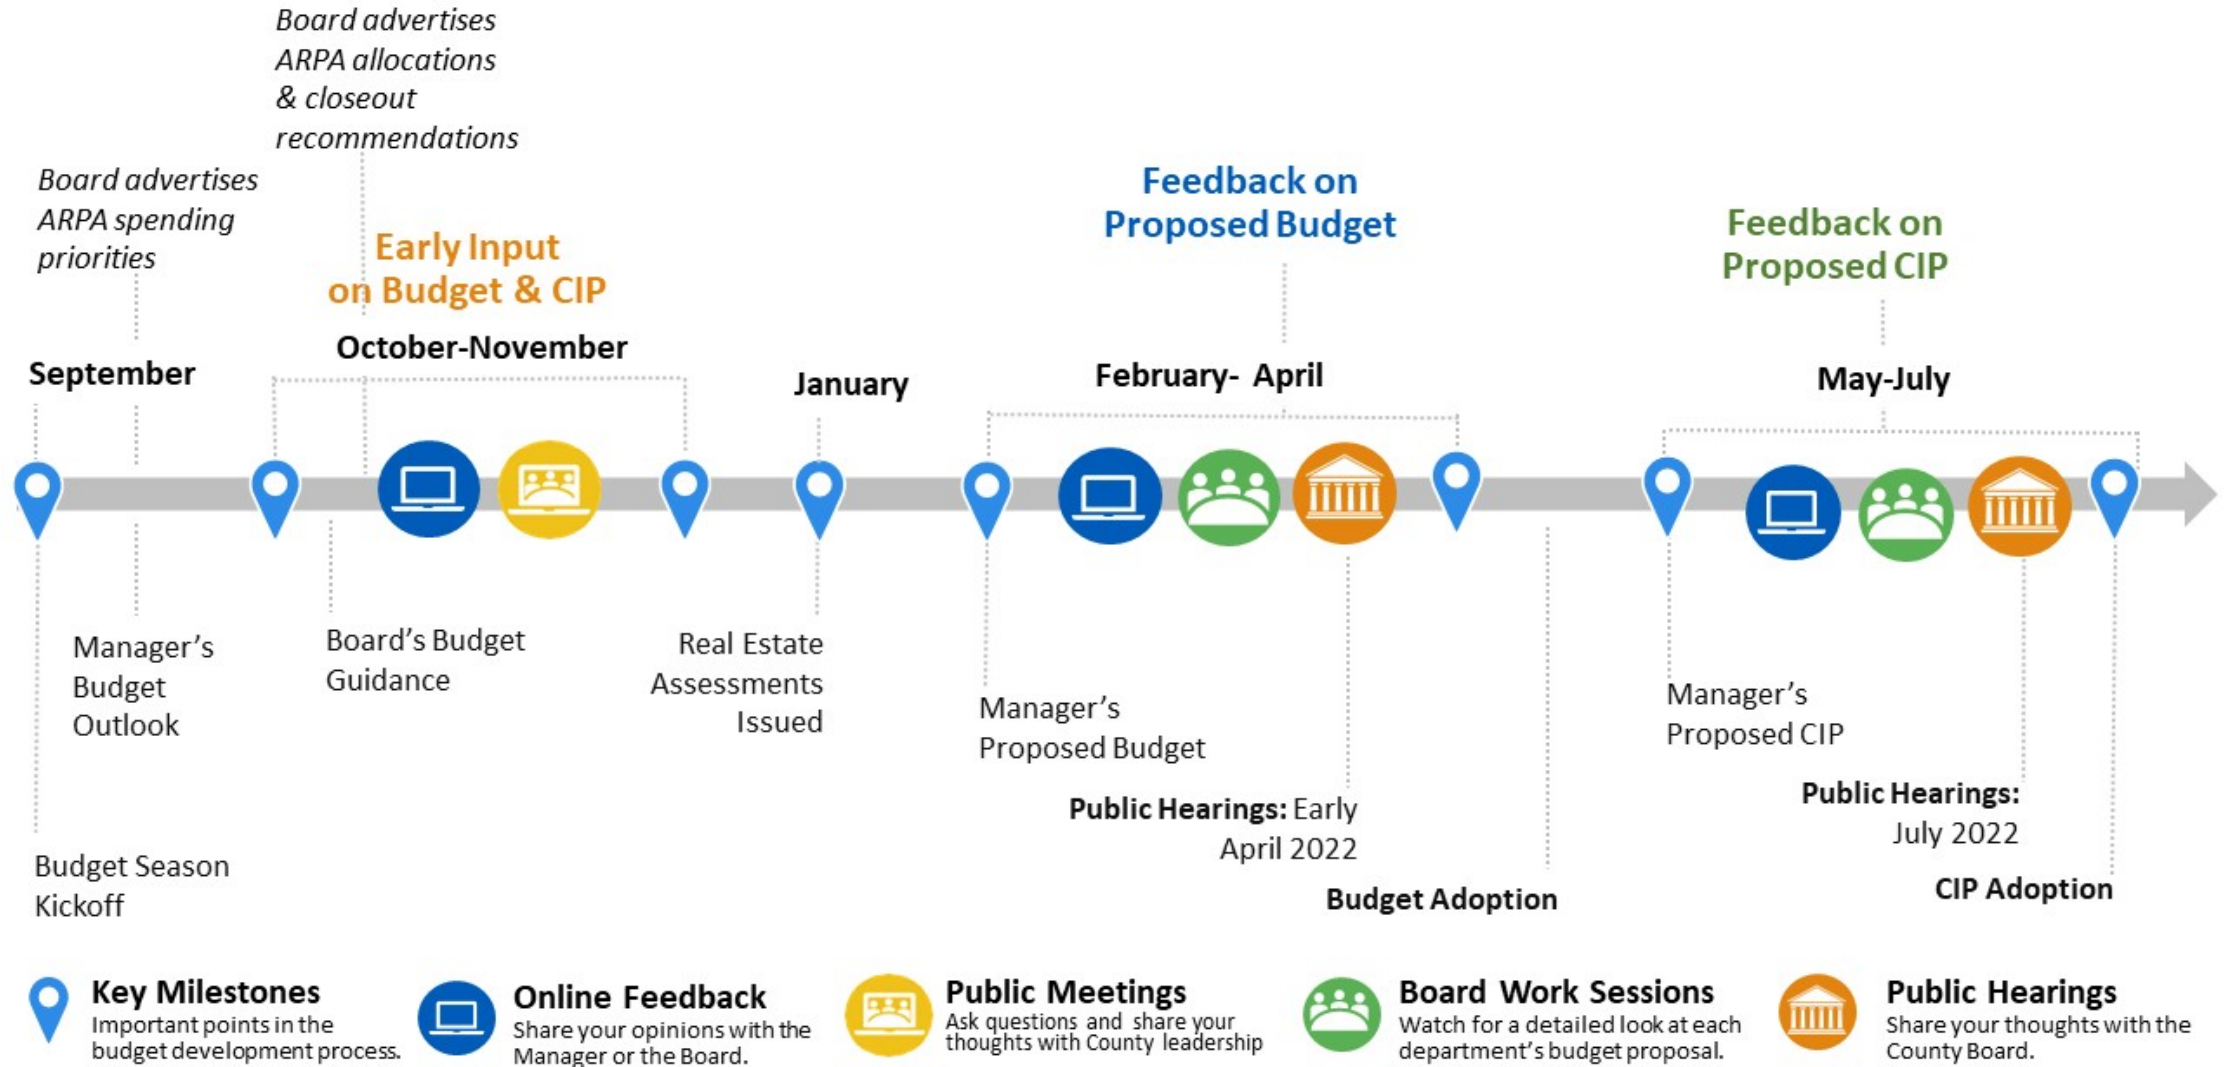 Board advertises
ARPA allocations
& closeout
recommendations
Board advertises
ARPA spending
priorities
Early Input
on Budget & CIP
Feedback on
Proposed Budget
Feedback on
Proposed CIP
September
October-November
January
February- April
May-July
Manager's
Budget
Outlook
Board's Budget
Guidance
Real Estate
Assessments
Issued
Manager's
Proposed Budget
Manager's
Proposed CIP
Public Hearings: Early
April 2022
Public Hearings:
July 2022
Budget Season
Kickoff
Budget Adoption
CIP Adoption
Key Milestones
Important points in the
budget development process.
Online Feedback
Share your opinions with the
Manager or the Board.
Public Meetings
Ask questions and share your
thoughts with County leadership
Board Work Sessions
Watch for a detailed look at each
department's budget proposal.
Public Hearings
Share your thoughts with the
County Board.